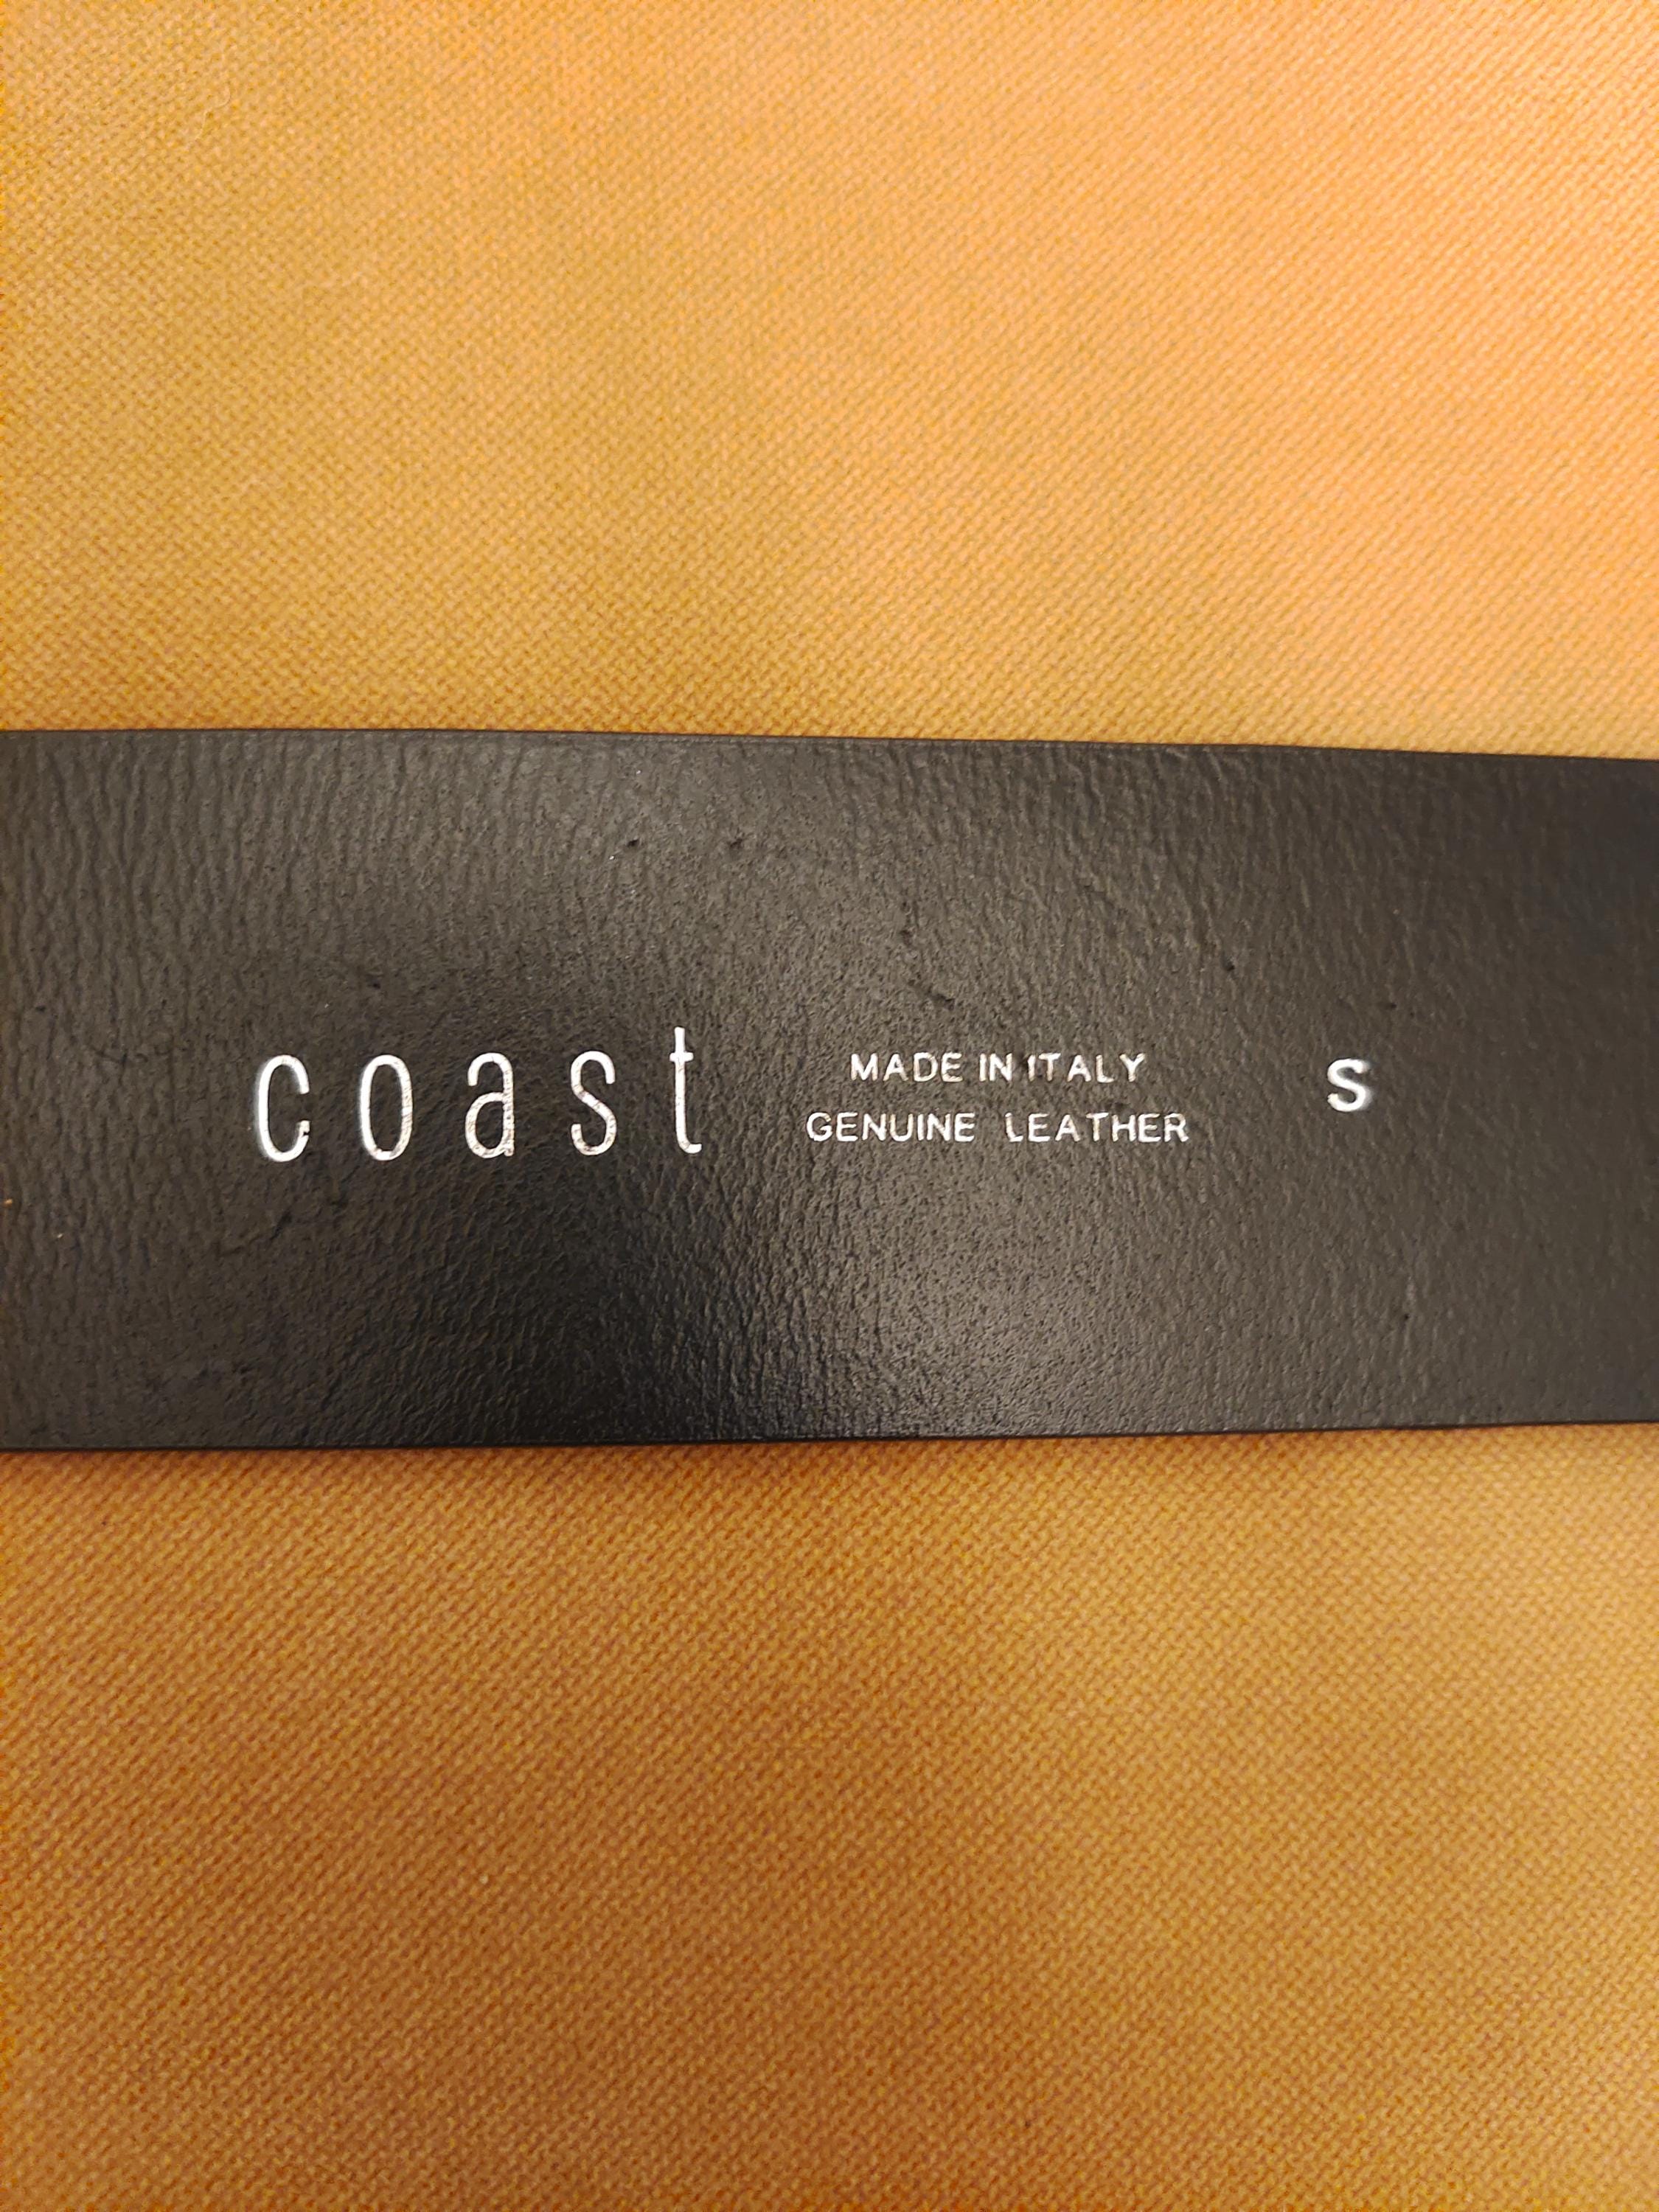 coast
MADE IN ITALY
GENUINE LEATHER
S